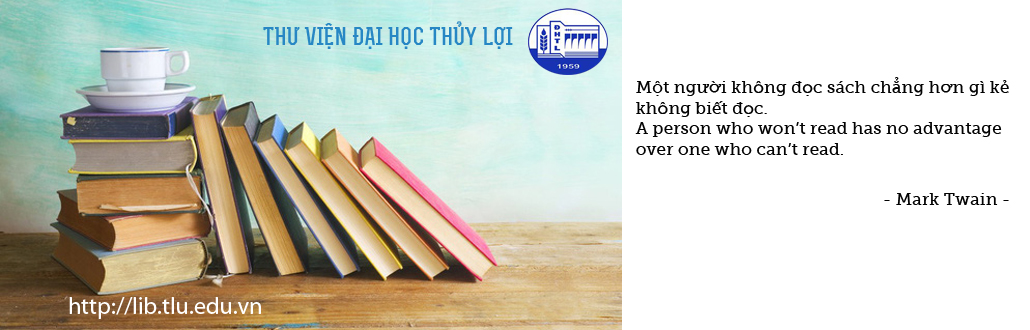 THƯ VIỆN ĐẠI HỌC THỦY LỢI
ĐHTL
1959
http://lib.tlu.edu.vn
Một người không đọc sách chẳng hơn gì kẻ
không biết đọc.
A person who won’t read has no advantage
over one who can’t read.
- Mark Twain -